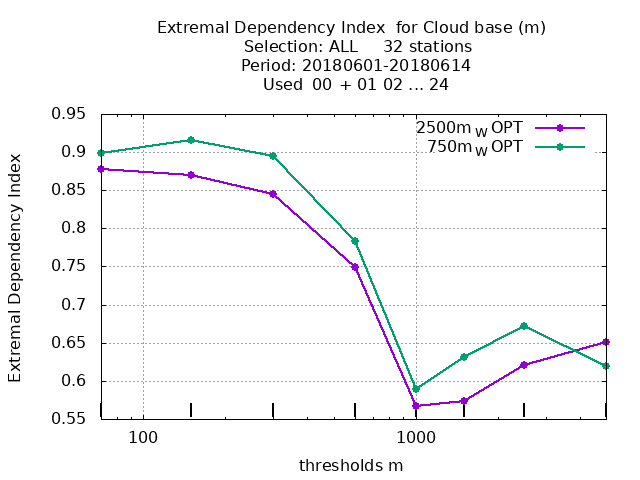 Extremal Dependency Index  for Cloud base (m)
Selection: ALL     32 stations
Period: 20180601-20180614
Used  00  + 01 02 ... 24
2500m W OPT
750m W OPT
Extremal Dependency Index
0.95
0.9
0.85
0.8
0.75
0.7
0.65
0.6
0.55
100
1000
thresholds m